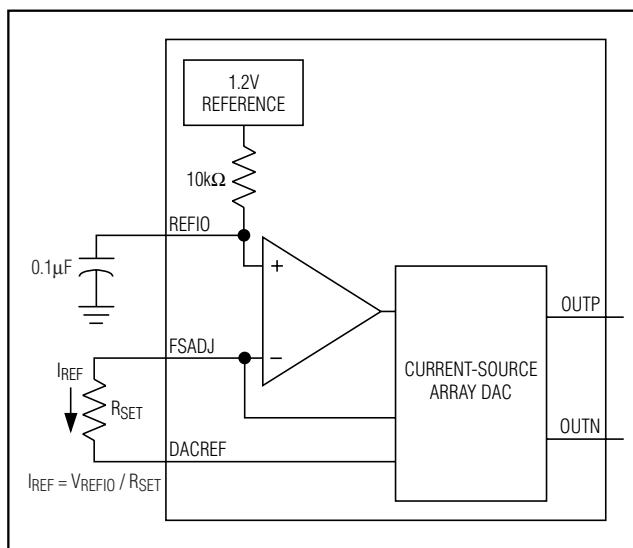 1.2V
REFERENCE
10kΩ
REFIO
0.1µF
+
FSADJ
−
IREF
RSET
CURRENT-SOURCE
ARRAY DAC
OUTP
OUTN
DACREF
IREF = VREFIO / RSET